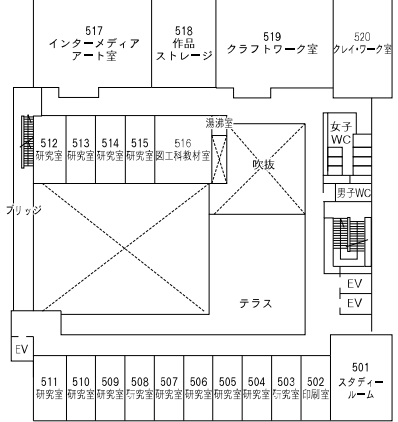 517
インターメディア
アート室
518
作品
ストレージ
519
クラフトワーク室
520
クレイ・ワーク室
湯沸室
女子
WC
512
研究室
513
研究室
514
研究室
515
研究室
516
図工科教材室
吹抜
男子WC
ブリッジ
EV
EV
テラス
EV
511
研究室
510
研究室
509
研究室
508
研究室
507
研究室
506
研究室
505
研究室
504
研究室
503
研究室
502
印刷室
501
スタディー
ルーム